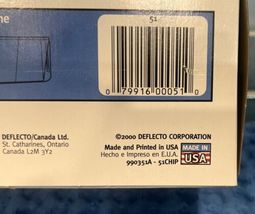 ne
51
0 79916 00051 0
DEFLECTO/Canada Ltd.
St. Catharines, Ontario
Canada L2M 3Y2
©2000 DEFLECTO CORPORATION
Made and Printed in USA
Hecho e Impreso en E.U.A.
990351A - 51CHIP
MADE IN
USA